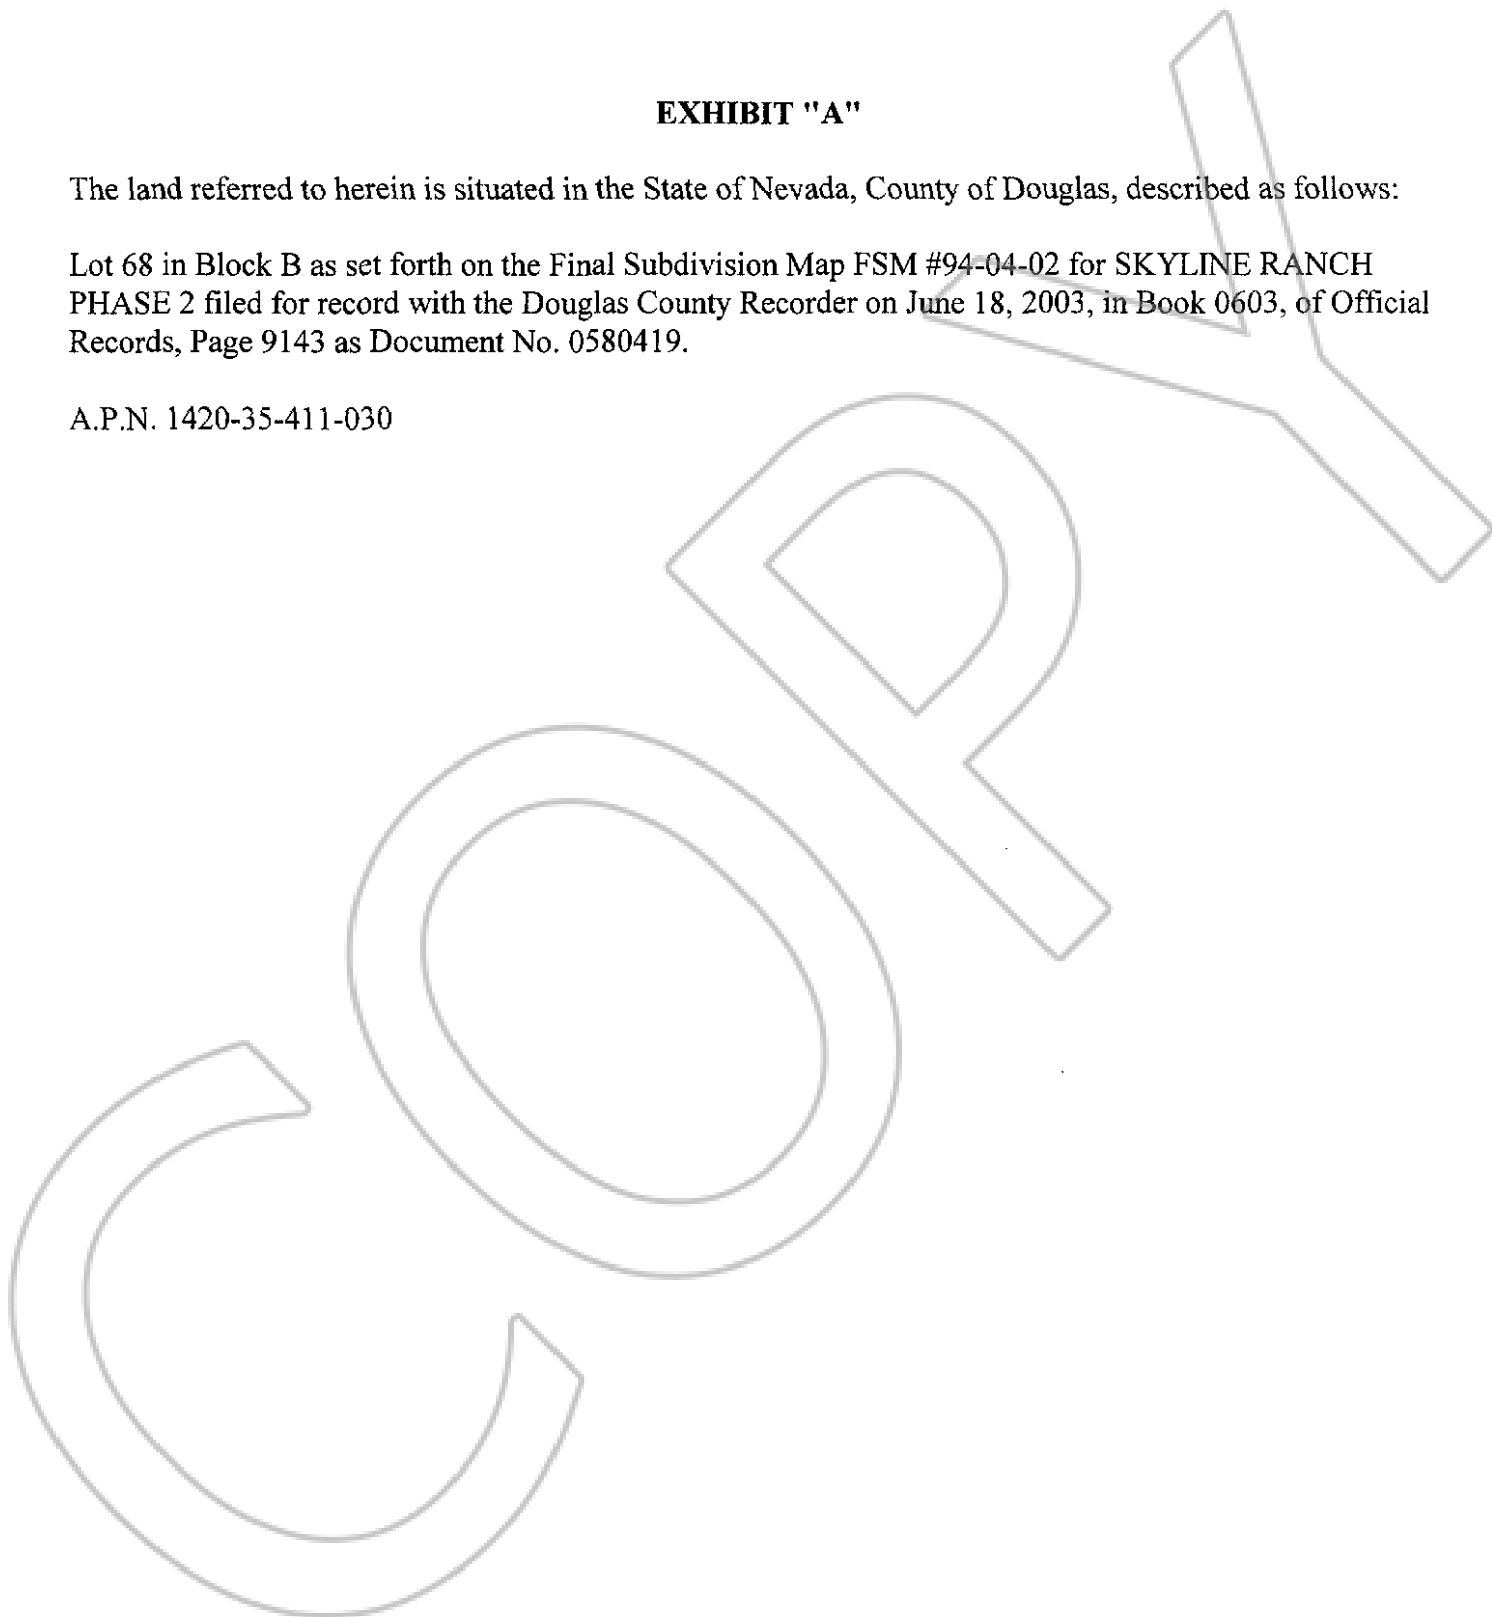 EXHIBIT "A"
The land referred to herein is situated in the State of Nevada, County of Douglas, described as follows:
Lot 68 in Block B as set forth on the Final Subdivision Map FSM #94-04-02 for SKYLINE RANCH
PHASE 2 filed for record with the Douglas County Recorder on June 18, 2003, in Book 0603, of Official
Records, Page 9143 as Document No. 0580419.
A.P.N. 1420-35-411-030
COPY